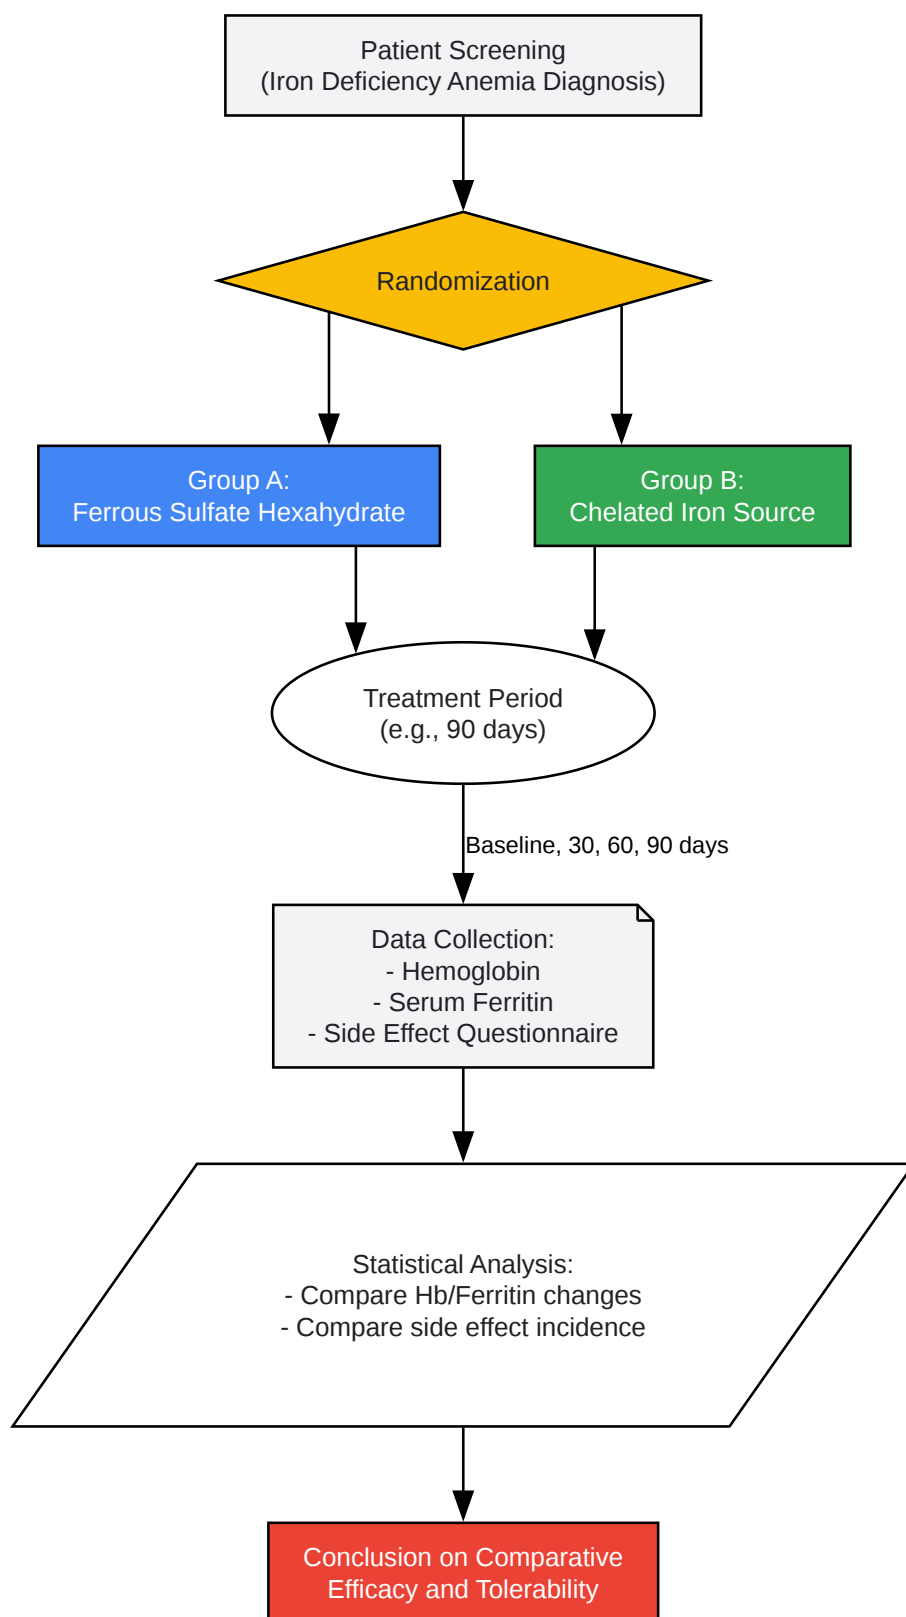 Patient Screening
(Iron Deficiency Anemia Diagnosis)
Randomization
Group A:
Ferrous Sulfate Hexahydrate
Group B:
Chelated Iron Source
Treatment Period
(e.g., 90 days)
Baseline, 30, 60, 90 days
Data Collection:
- Hemoglobin
- Serum Ferritin
- Side Effect Questionnaire
Statistical Analysis:
- Compare Hb/Ferritin changes
- Compare side effect incidence
Conclusion on Comparative
Efficacy and Tolerability